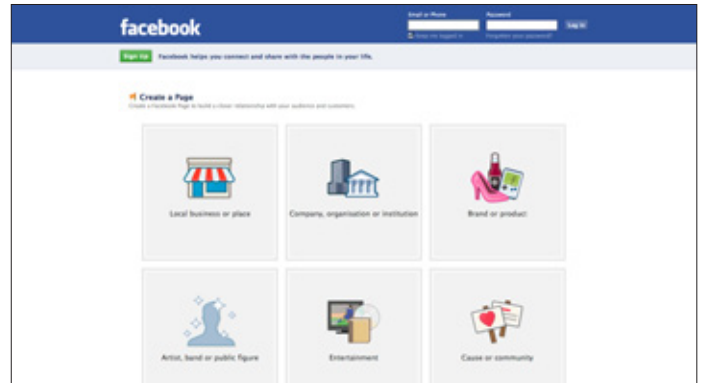 facebook
Email or Phone
Password
Log In
Keep me logged in
Forgotten your password?
Sign Up
Facebook helps you connect and share with the people in your life.
Create a Page
Create a Facebook Page to build a closer relationship with your audience and customers.
Local business or place
Company, organisation or institution
Brand or product
Artist, band or public figure
Entertainment
Cause or community